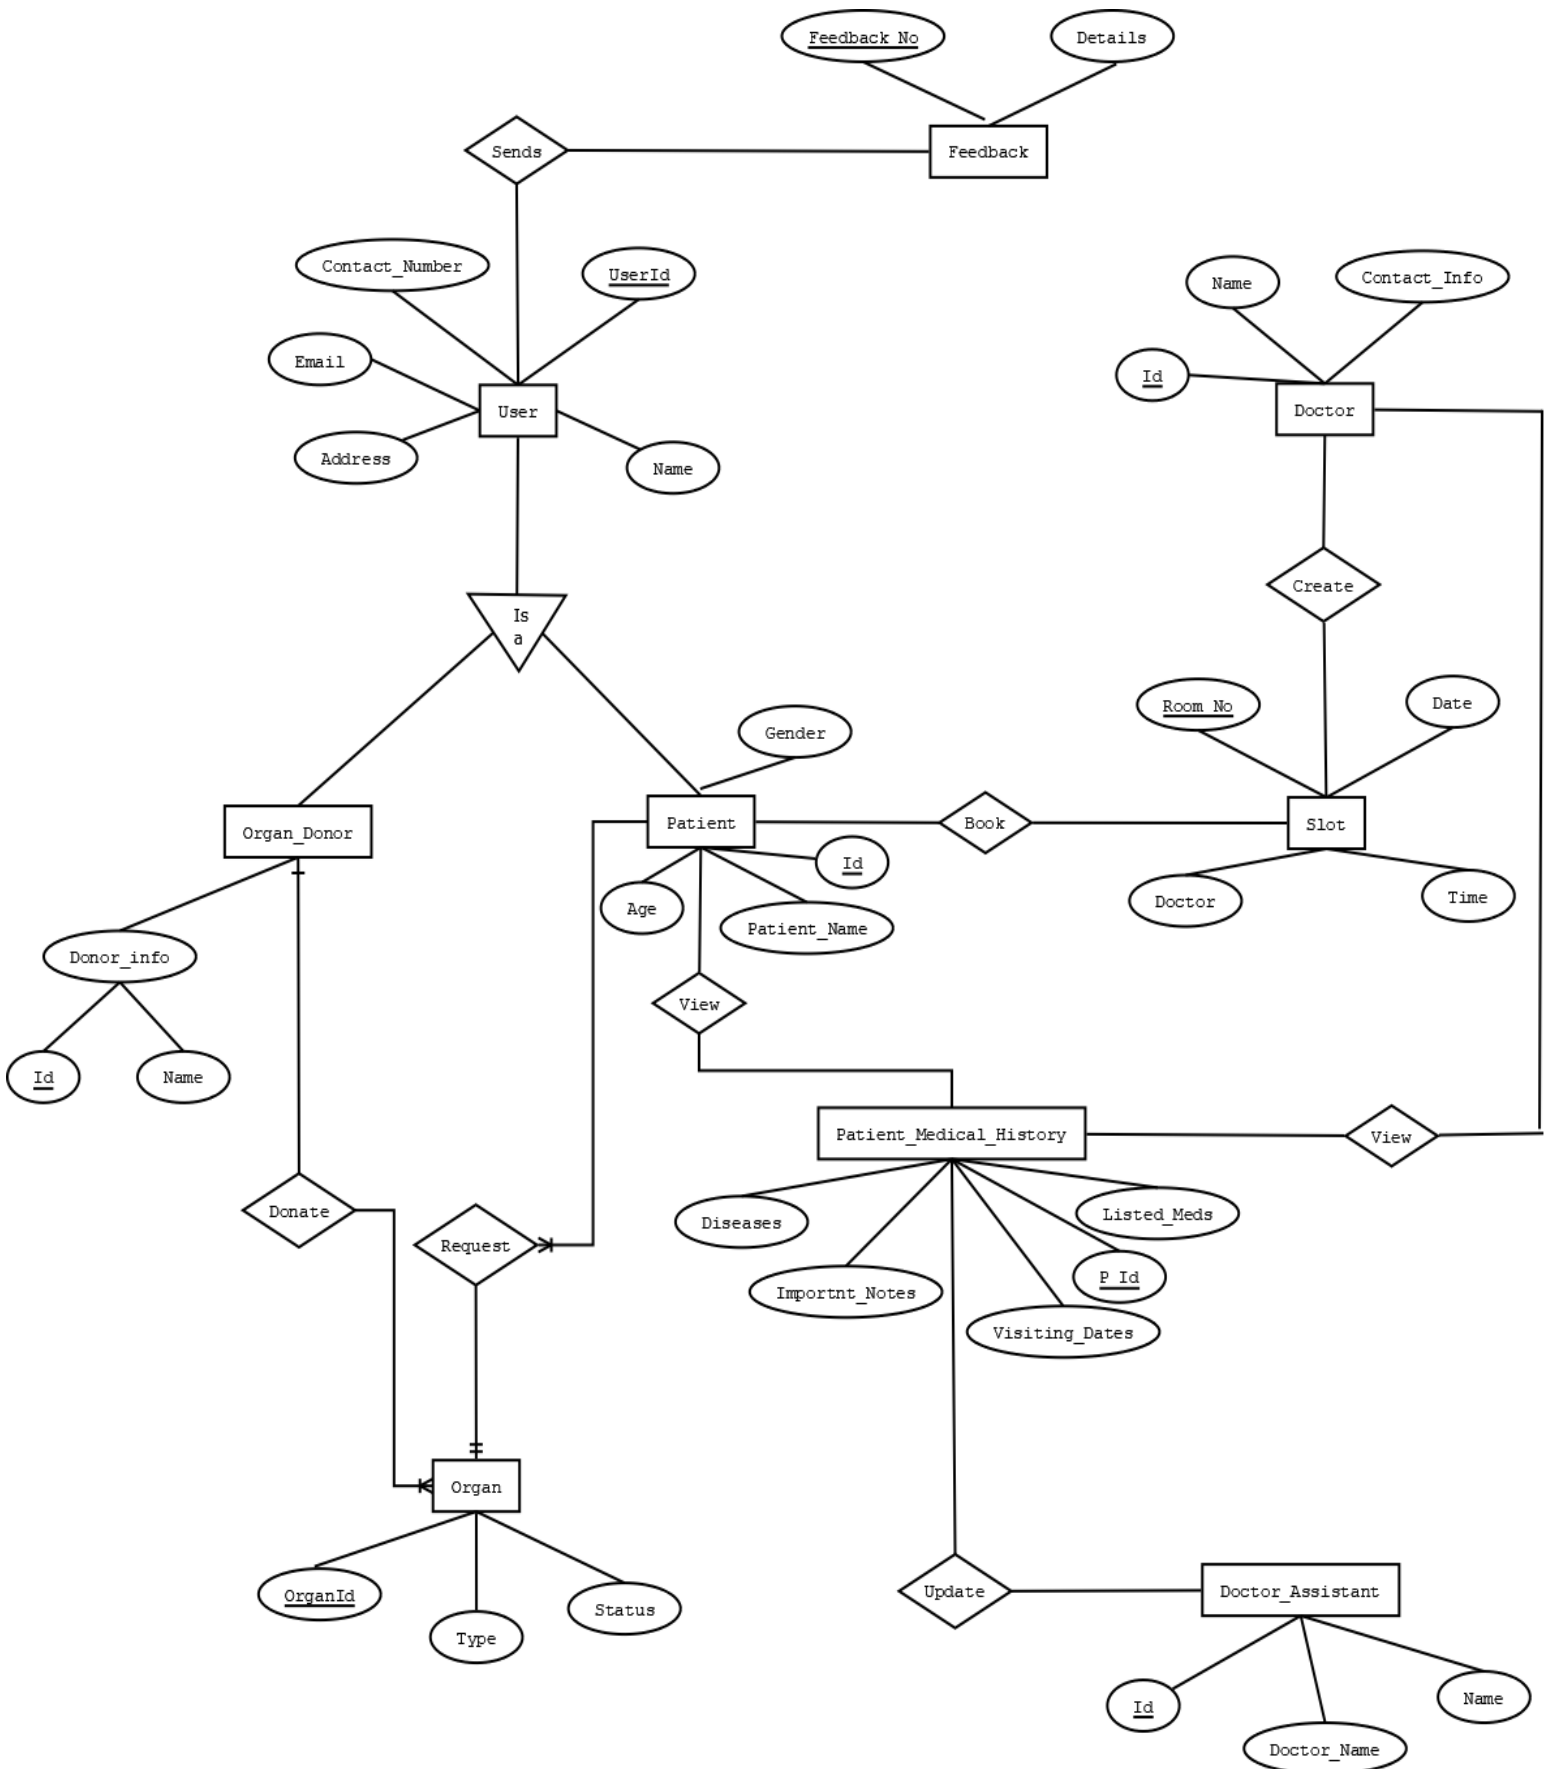 Feedback No
Details
Sends
Feedback
Contact_Number
UserId
Name
Contact_Info
Email
Id
User
Doctor
Address
Name
Create
Is
a
Room No
Date
Gender
Organ_Donor
Patient
Book
Slot
Id
Age
Patient_Name
Doctor
Time
Donor_info
View
Id
Name
Patient_Medical_History
View
Donate
Request
Diseases
Listed_Meds
P Id
Importnt_Notes
Visiting_Dates
Organ
OrganId
Type
Status
Update
Doctor_Assistant
Id
Name
Doctor_Name